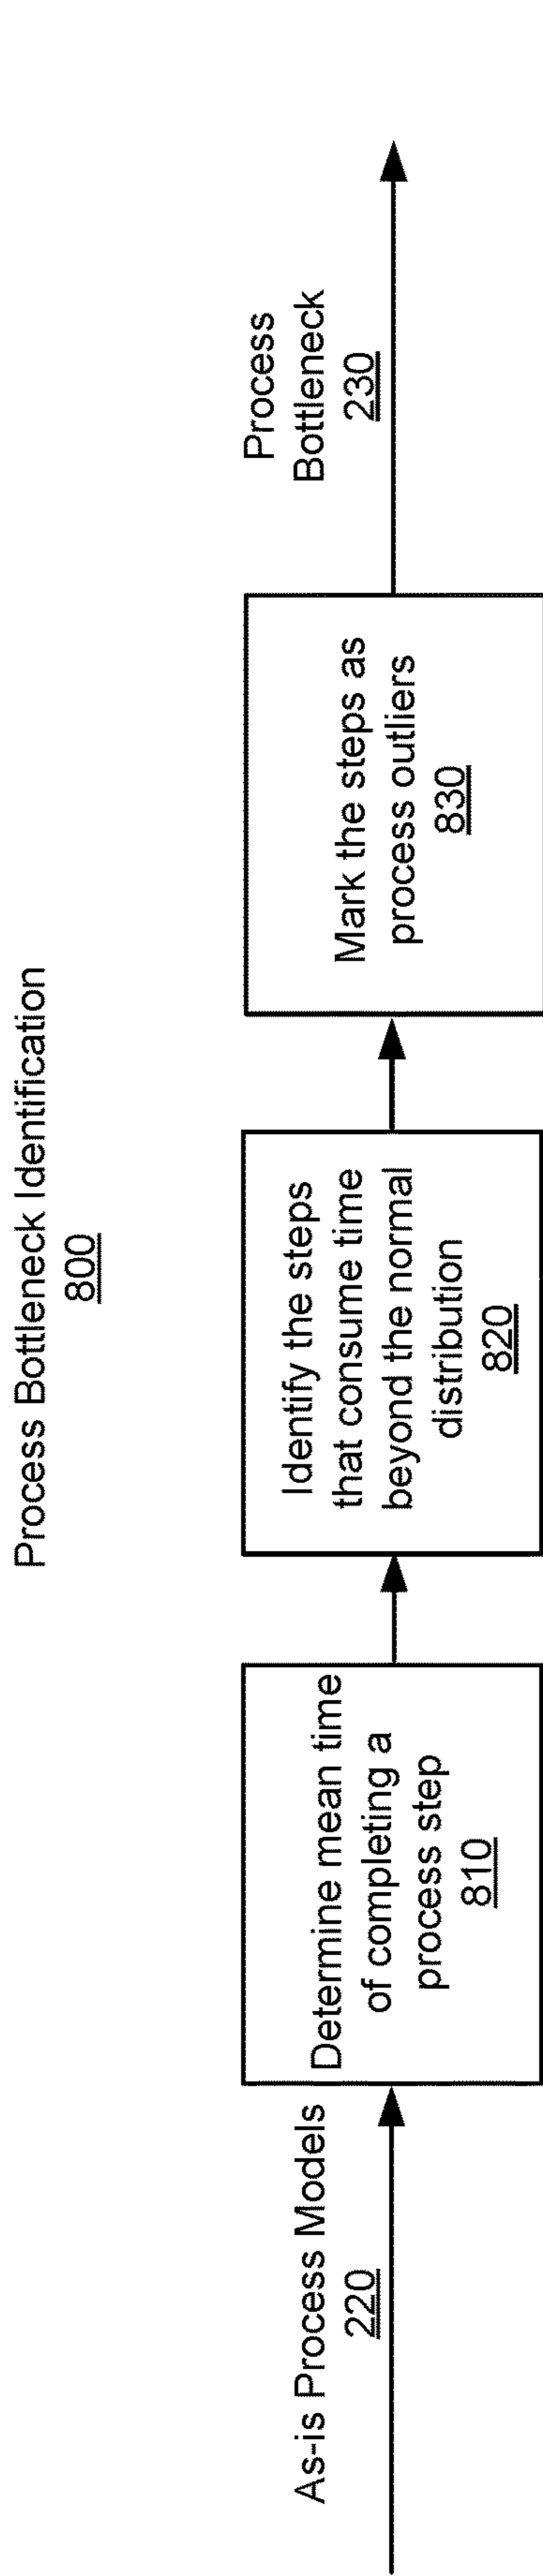 Process Bottleneck Identification
800
As-is Process Models
220
Determine mean time
of completing a
process step
810
Identify the steps
that consume time
beyond the normal
distribution
820
Mark the steps as
process outliers
830
Process
Bottleneck
230